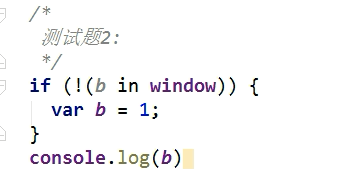 /*
测试题2:
*/
if (!(b in window)) {
var b = 1;
}
console.log(b)